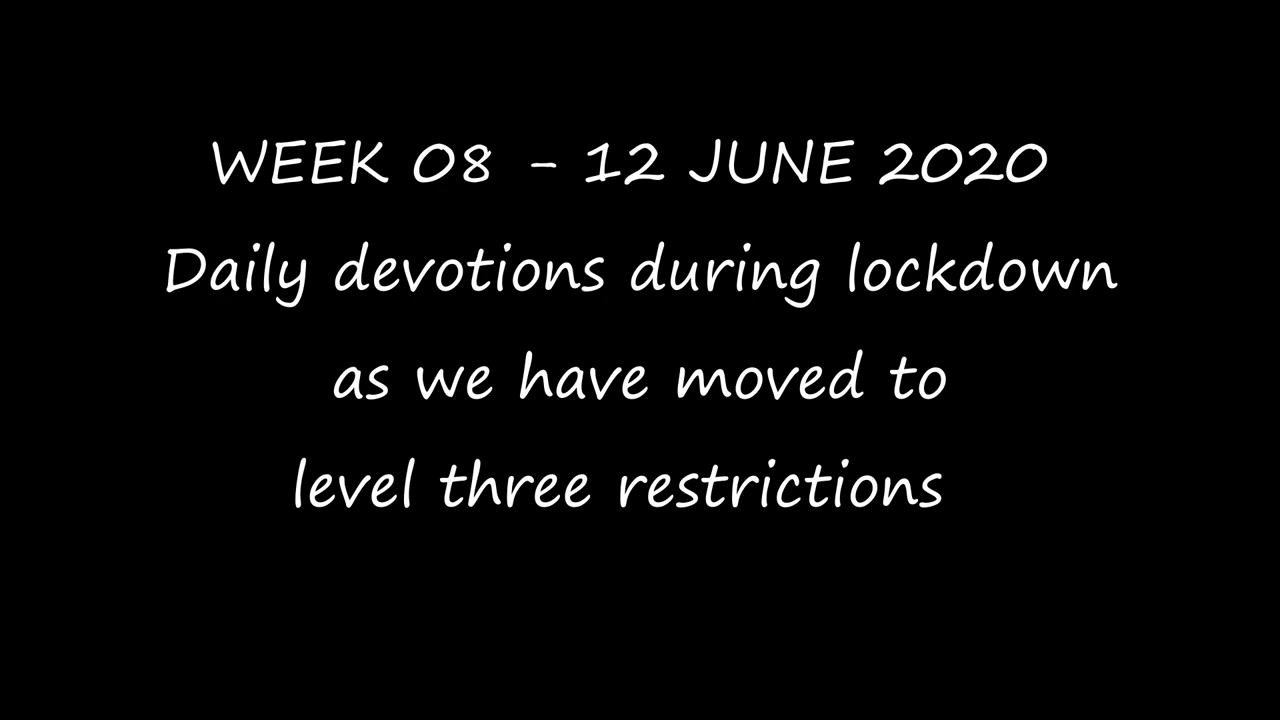 WEEK 08 - 12 JUNE 2020
Daily devotions during lockdown
as we have moved to
level three restrictions